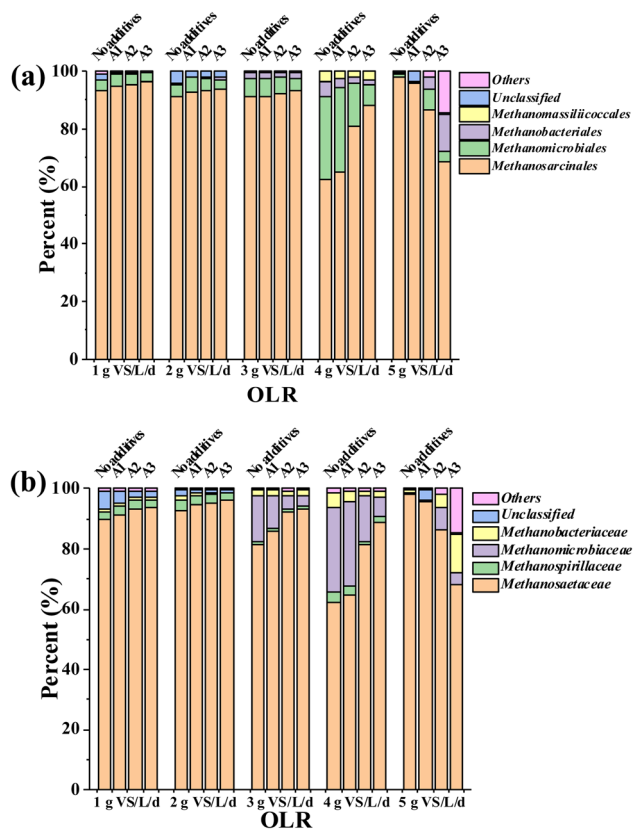 (a)
No additives A1 A2 A3 No additives A1 A2 A3 No additives A1 A2 A3 No additives A1 A2 A3 No additives A1 A2 A3
100
80
60
40
20
0
Percent (%)
Others
Unclassified
Methanomassiliicoccales
Methanobacteriales
Methanomicrobiales
Methanosarcinales
1 g VS/L/d 2 g VS/L/d 3 g VS/L/d 4 g VS/L/d 5 g VS/L/d
OLR
(b)
No additives A1 A2 A3 No additives A1 A2 A3 No additives A1 A2 A3 No additives A1 A2 A3 No additives A1 A2 A3
100
80
60
40
20
0
Percent (%)
Others
Unclassified
Methanobacteriaceae
Methanomicrobiaceae
Methanospirillaceae
Methanosaetaceae
1 g VS/L/d 2 g VS/L/d 3 g VS/L/d 4 g VS/L/d 5 g VS/L/d
OLR